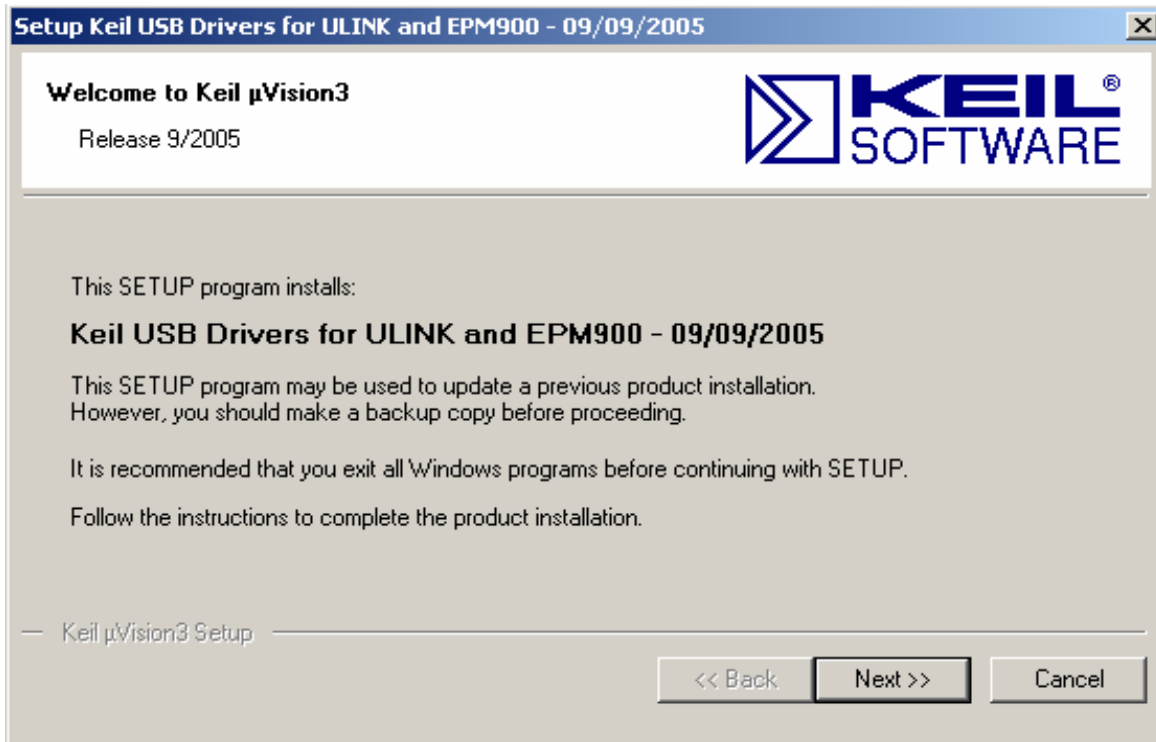 Setup Keil USB Drivers for ULINK and EPM900 - 09/09/2005
Welcome to Keil µVision3
Release 9/2005
KEIL®
SOFTWARE
This SETUP program installs:
Keil USB Drivers for ULINK and EPM900 - 09/09/2005
This SETUP program may be used to update a previous product installation.
However, you should make a backup copy before proceeding.
It is recommended that you exit all Windows programs before continuing with SETUP.
Follow the instructions to complete the product installation.
Keil µVision3 Setup
<< Back
Next >>
Cancel